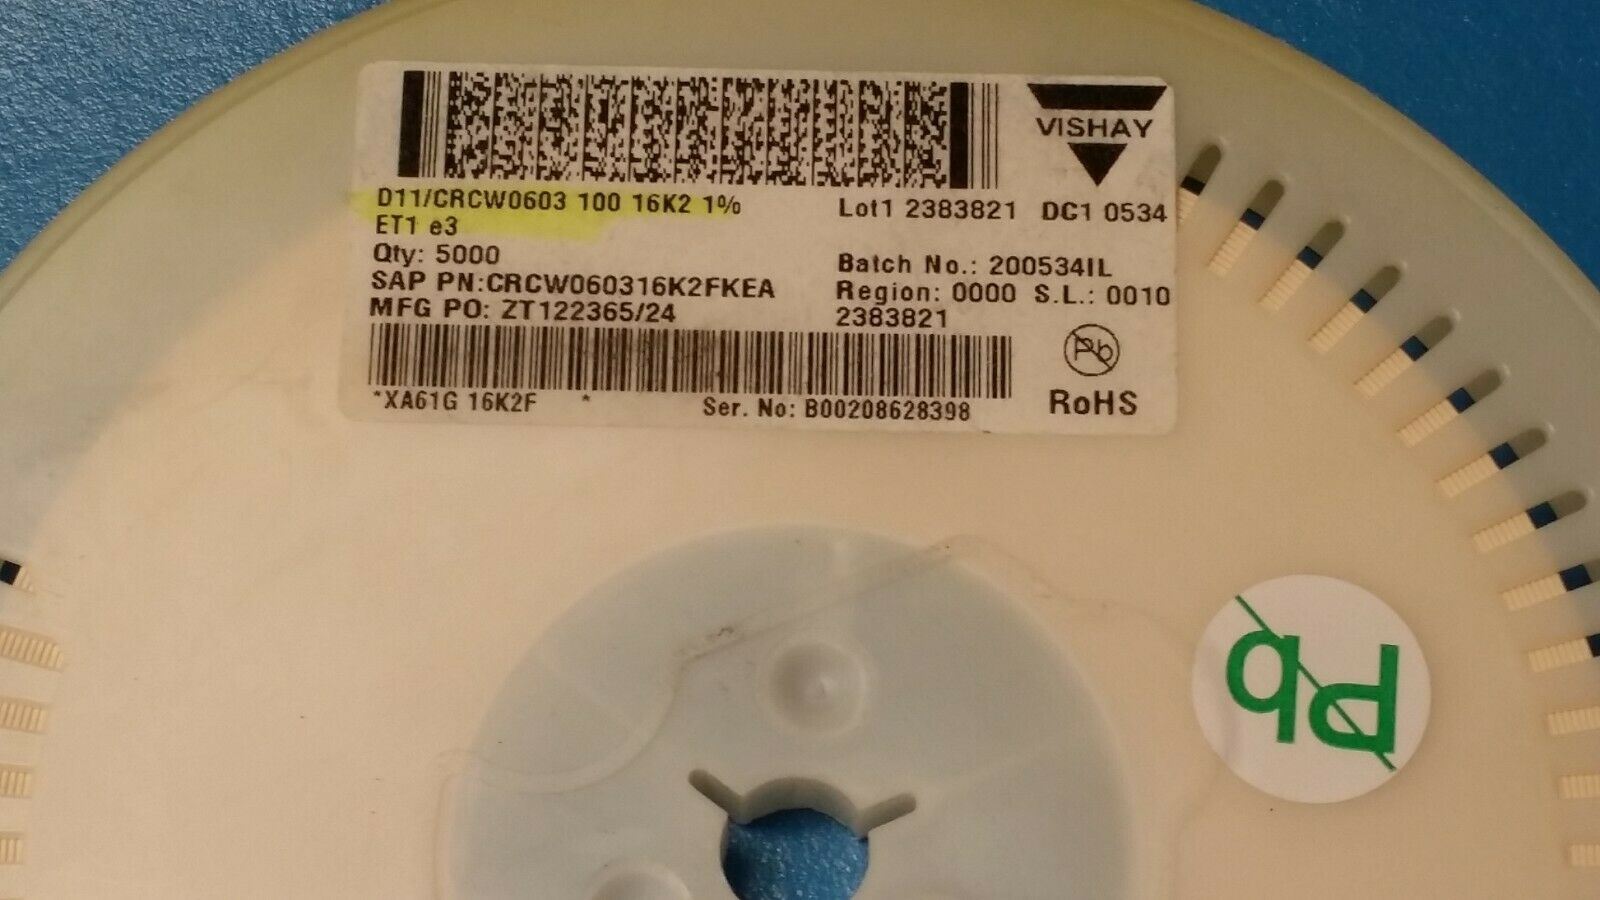 VISHAY
D11/CRCW0603 100 16K2 1%
ET1 e3
Qty: 5000
SAP PN:CRCW060316K2FKEA
MFG PO: ZT122365/24
Lot1 2383821 DC1 0534
Batch No.: 200534IL
Region: 0000 S.L.: 0010
2383821
Pb
RoHS
*XA61G 16K2F *
Ser. No: B00208628398
Pb